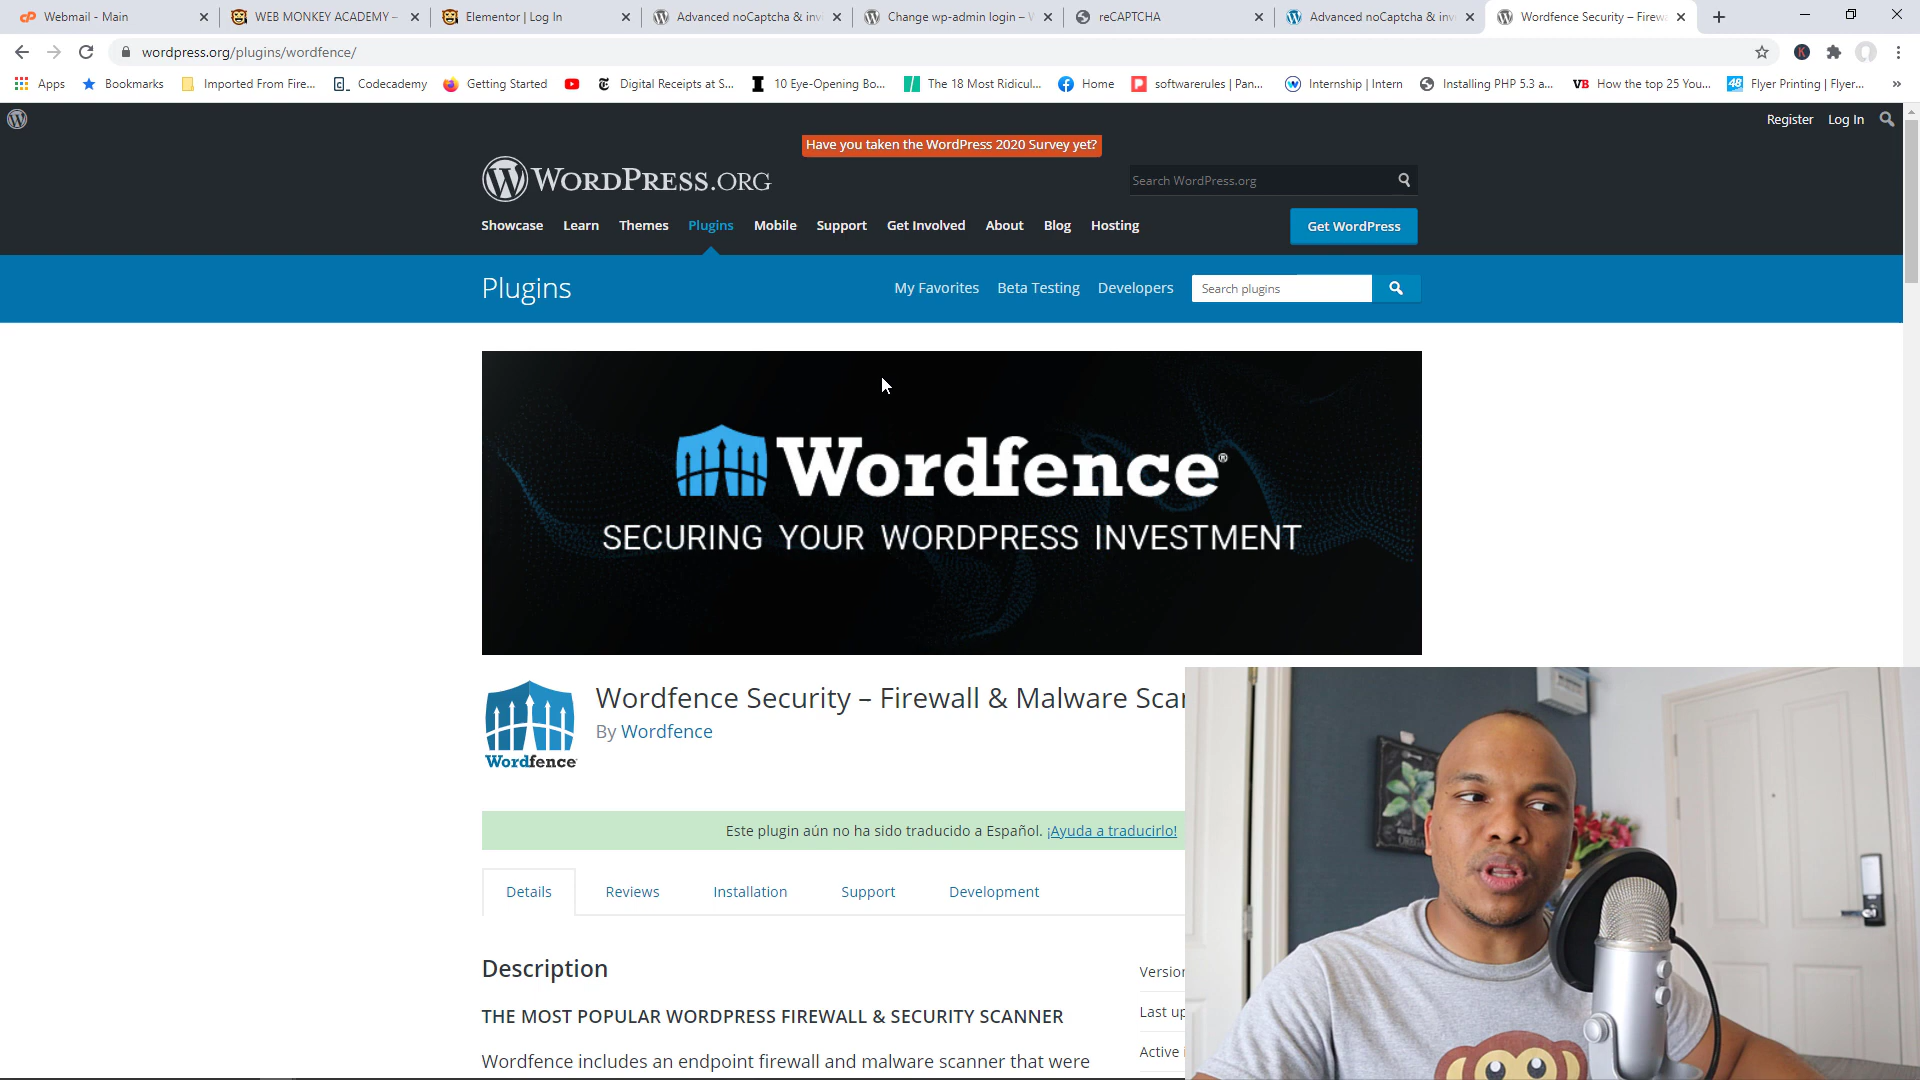 Webmail - Main
WEB MONKEY ACADEMY –
Elementor | Log In
Advanced noCaptcha & inv
Change wp-admin login – W
reCAPTCHA
Advanced noCaptcha & inv
Wordfence Security – Firew
wordpress.org/plugins/wordfence/
Apps
Bookmarks
Imported From Fire...
Codecademy
Getting Started
Digital Receipts at S...
10 Eye-Opening Bo...
The 18 Most Ridicul...
Home
softwarerules | Pan...
Internship | Intern
Installing PHP 5.3 a...
How the top 25 You...
Flyer Printing | Flyer...
Register
Log In
Have you taken the WordPress 2020 Survey yet?
WORDPRESS.ORG
Search WordPress.org
Showcase
Learn
Themes
Plugins
Mobile
Support
Get Involved
About
Blog
Hosting
Get WordPress
Plugins
My Favorites
Beta Testing
Developers
Search plugins
Wordfence®
SECURING YOUR WORDPRESS INVESTMENT
Wordfence Security – Firewall & Malware Scan
By Wordfence
Wordfence
Este plugin aún no ha sido traducido a Español. ¡Ayuda a traducirlo!
Details
Reviews
Installation
Support
Development
Description
Version
THE MOST POPULAR WORDPRESS FIREWALL & SECURITY SCANNER
Last up
Active i
Wordfence includes an endpoint firewall and malware scanner that were